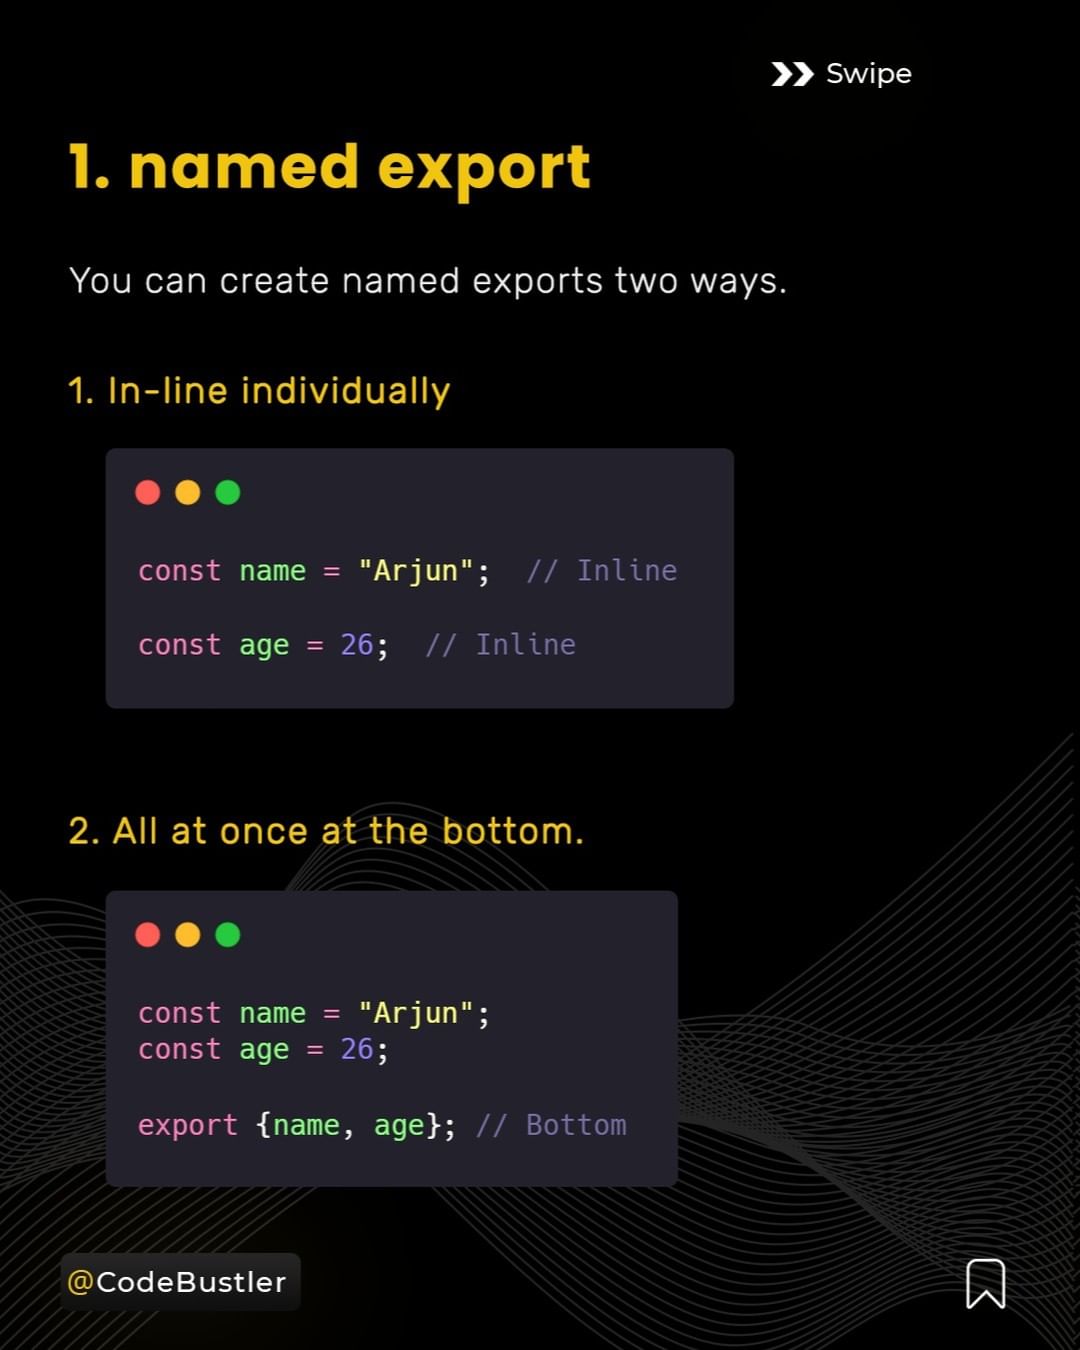 Swipe
1. named export
You can create named exports two ways.
1. In-line individually
const name = "Arjun";  // Inline
const age = 26;  // Inline
2. All at once at the bottom.
const name = "Arjun";
const age = 26;
export {name, age}; // Bottom
@CodeBustler